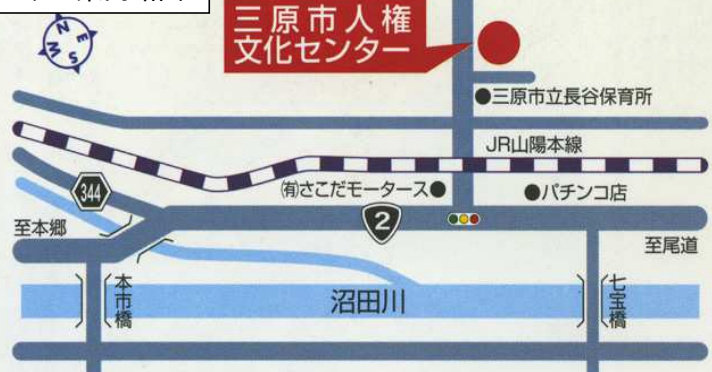 N
E
S
W
三原市人権
文化センター
●三原市立長谷保育所
JR山陽本線
344
㈲さこだモータース●
●パチンコ店
2
至本郷
至尾道
本市橋
沼田川
七宝橋